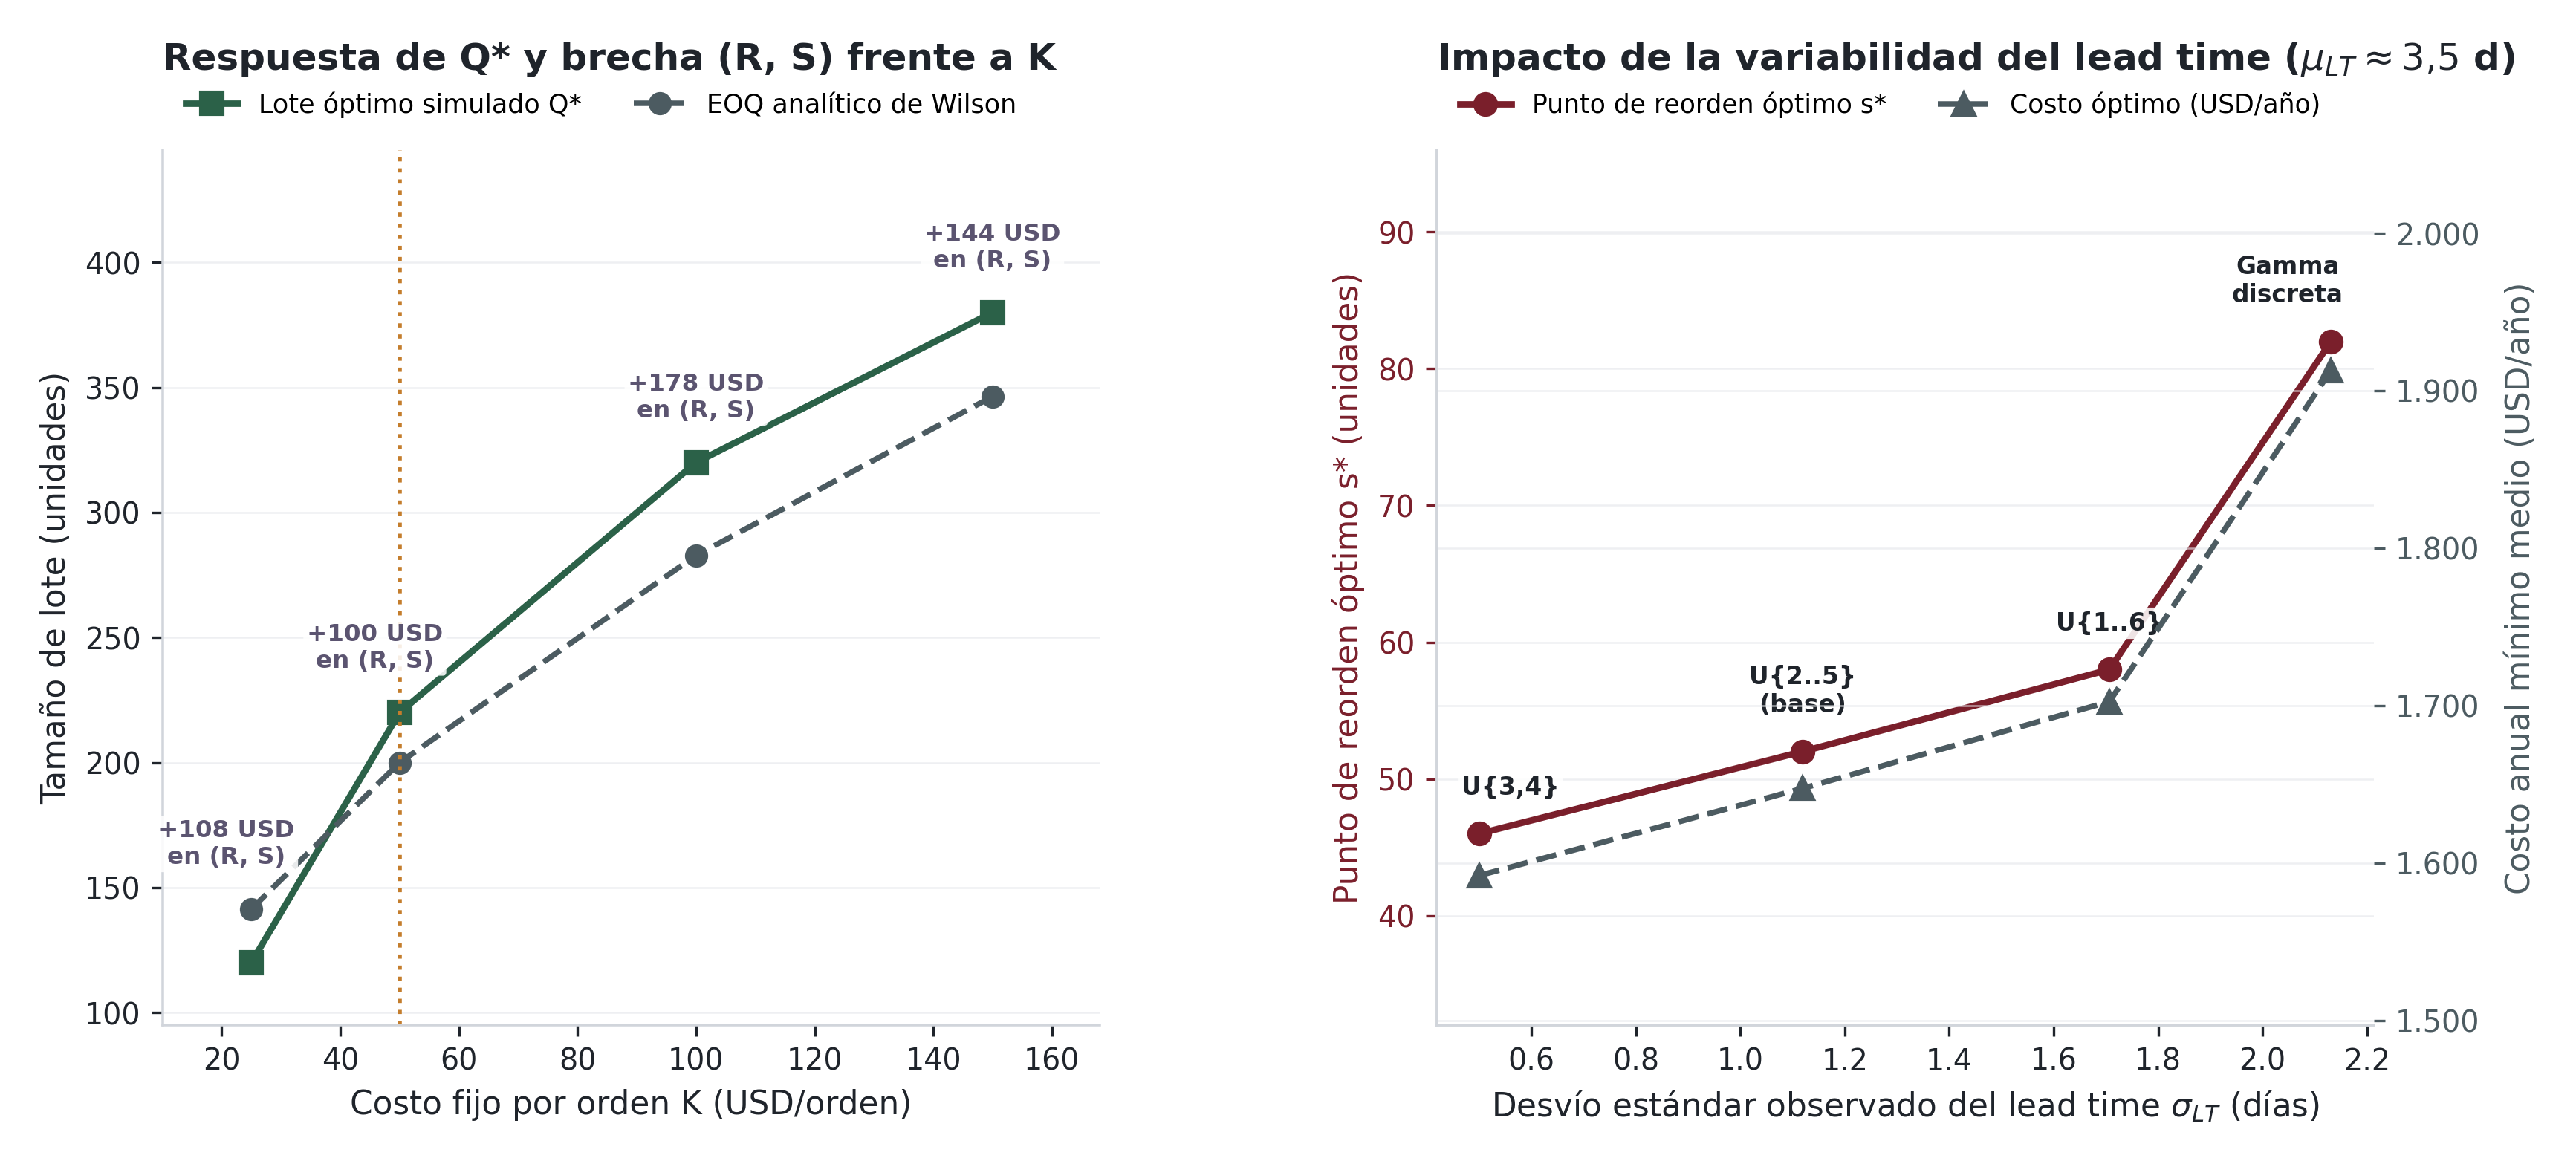 Respuesta de Q* y brecha (R, S) frente a K
Lote óptimo simulado Q*
EOQ analítico de Wilson
Tamaño de lote (unidades)
400
350
300
250
200
150
100
+144 USD
en (R, S)
+178 USD
en (R, S)
+100 USD
en (R, S)
+108 USD
en (R, S)
20
40
60
80
100
120
140
160
Costo fijo por orden K (USD/orden)
Impacto de la variabilidad del lead time (μLT ≈ 3,5 d)
Punto de reorden óptimo s*
Costo óptimo (USD/año)
Punto de reorden óptimo s* (unidades)
90
80
70
60
50
40
Gamma
discreta
U{1..6}
U{2..5}
(base)
U{3,4}
2.000
1.900
1.800
1.700
1.600
1.500
Costo anual mínimo medio (USD/año)
0.6
0.8
1.0
1.2
1.4
1.6
1.8
2.0
2.2
Desvío estándar observado del lead time σLT (días)